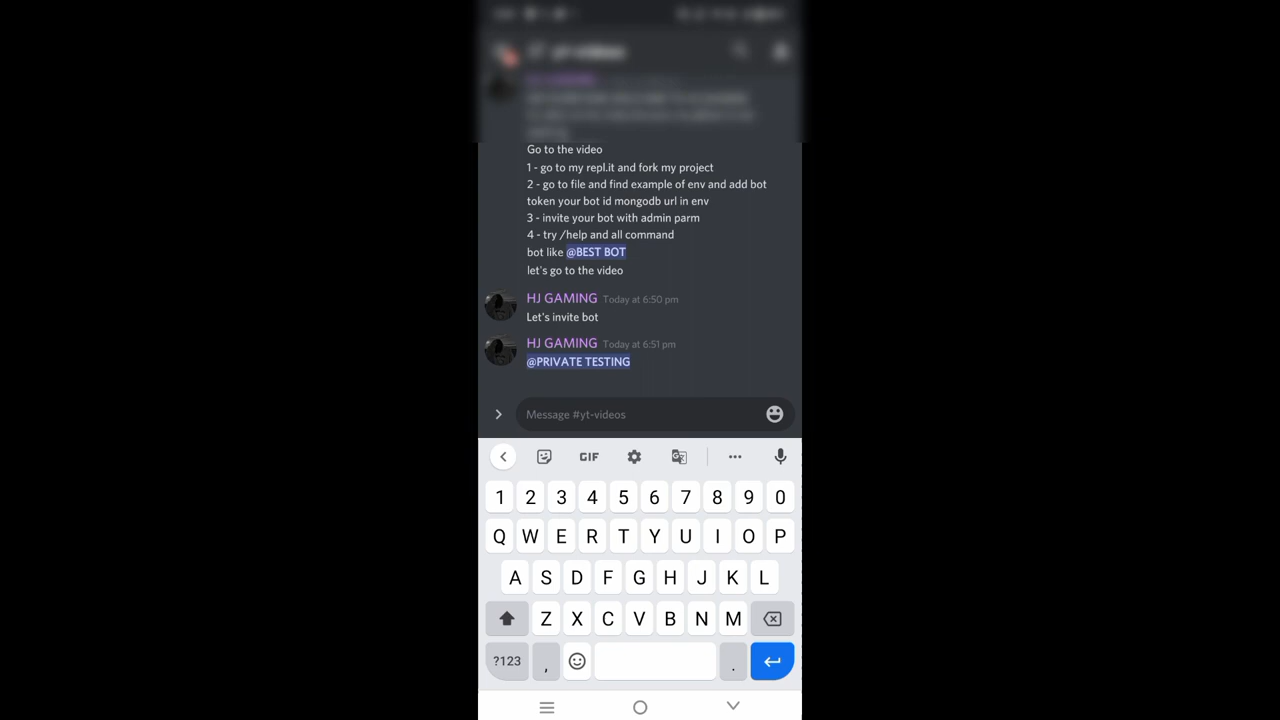 yt-videos
HJ GAMING
Go to the video
1 - go to my repl.it and fork my project
2 - go to file and find example of env and add bot
token your bot id mongodb url in env
3 - invite your bot with admin parm
4 - try /help and all command
bot like @BEST BOT
let's go to the video
HJ GAMING Today at 6:50 pm
Let's invite bot
HJ GAMING Today at 6:51 pm
@PRIVATE TESTING
Message #yt-videos
GIF
1 2 3 4 5 6 7 8 9 0
Q W E R T Y U I O P
A S D F G H J K L
Z X C V B N M
?123 , .